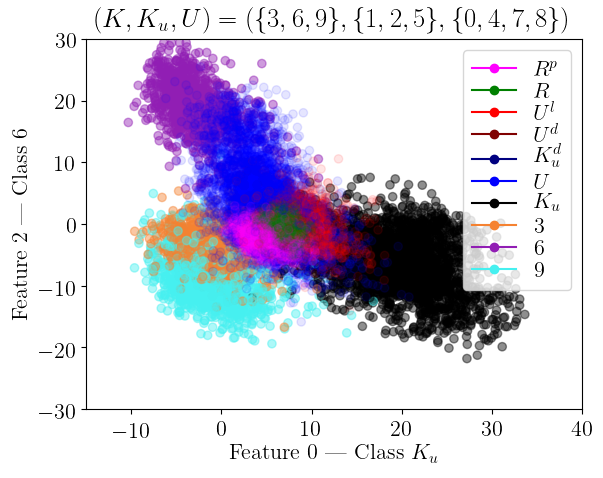 (K, K_u, U) = ({3, 6, 9}, {1, 2, 5}, {0, 4, 7, 8})
30
20
10
0
−10
−20
−30
−10
0
10
20
30
40
Feature 2 — Class 6
Feature 0 — Class K_u
R^p
R
U^l
U^d
K_u^d
U
K_u
3
6
9